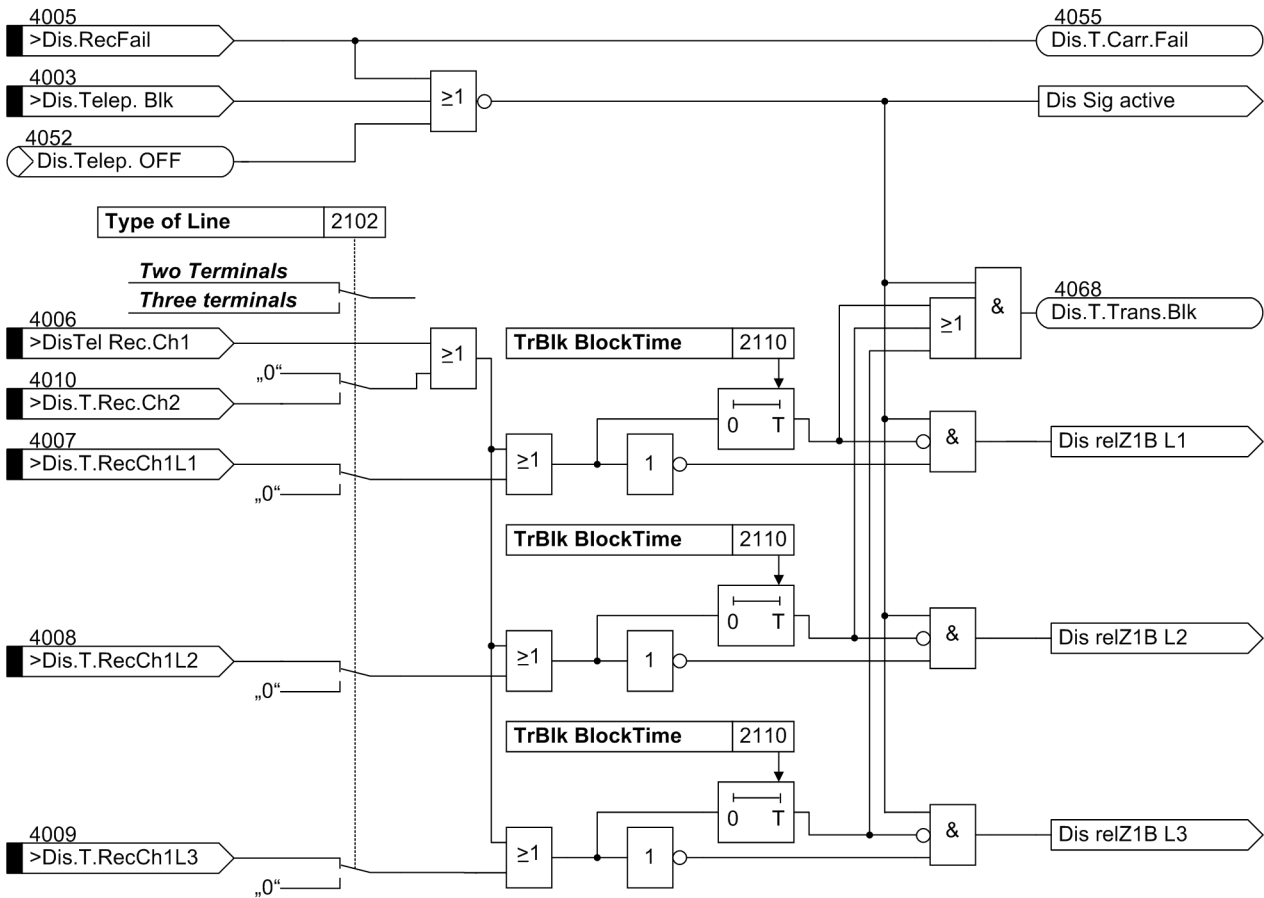 4005
>Dis.RecFail
4055
Dis.T.Carr.Fail
4003
>Dis.Telep. Blk
≥1
Dis Sig active
4052
Dis.Telep. OFF
Type of Line 2102
Two Terminals
Three terminals
4006
>DisTel Rec.Ch1
≥1
TrBlk BlockTime 2110
≥1
&
4068
Dis.T.Trans.Blk
„0“
4010
>Dis.T.Rec.Ch2
0 T
4007
>Dis.T.RecCh1L1
≥1
1
&
Dis relZ1B L1
„0“
TrBlk BlockTime 2110
0 T
4008
>Dis.T.RecCh1L2
≥1
1
&
Dis relZ1B L2
„0“
TrBlk BlockTime 2110
0 T
4009
>Dis.T.RecCh1L3
≥1
1
&
Dis relZ1B L3
„0“